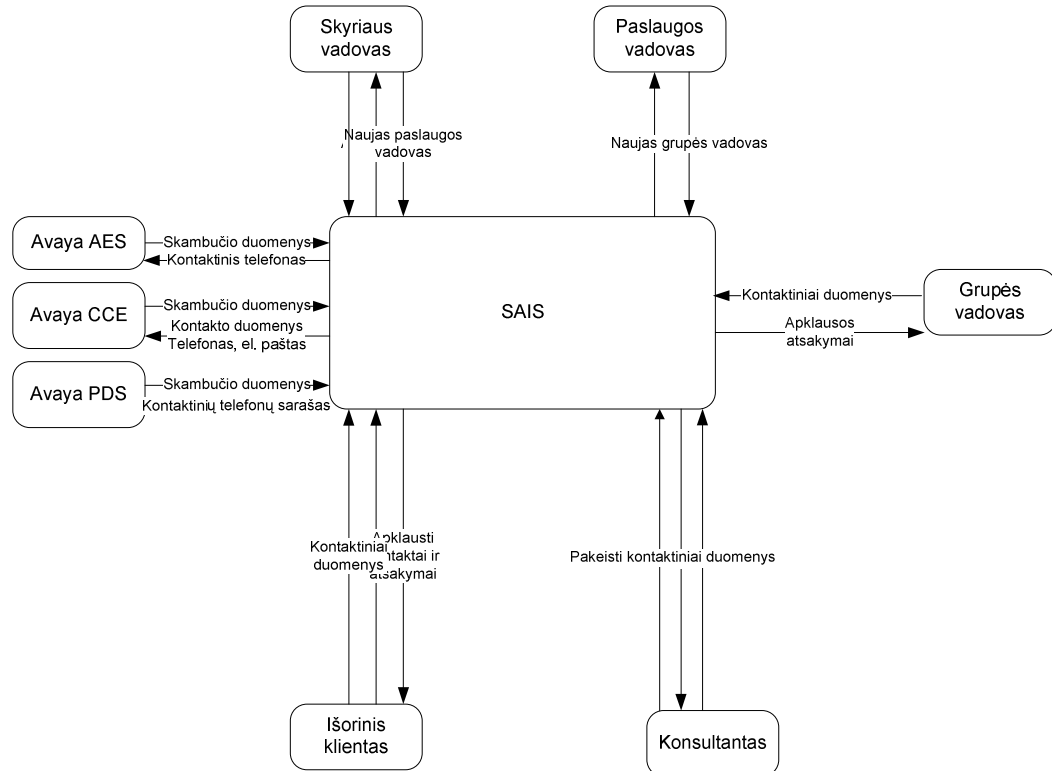 Skyriaus
vadovas
Paslaugos
vadovas
Naujas paslaugos
vadovas
Naujas grupės vadovas
Avaya AES
Skambučio duomenys
Kontaktinis telefonas
Avaya CCE
Skambučio duomenys
Kontakto duomenys
Telefonas, el. paštas
Avaya PDS
Skambučio duomenys
Kontaktinių telefonų sarašas
SAIS
Kontaktiniai duomenys
Apklausos
atsakymai
Grupės
vadovas
Kontaktiniai
duomenys
Apklausti
kontaktai ir
atsakymai
Pakeisti kontaktiniai duomenys
Išorinis
klientas
Konsultantas